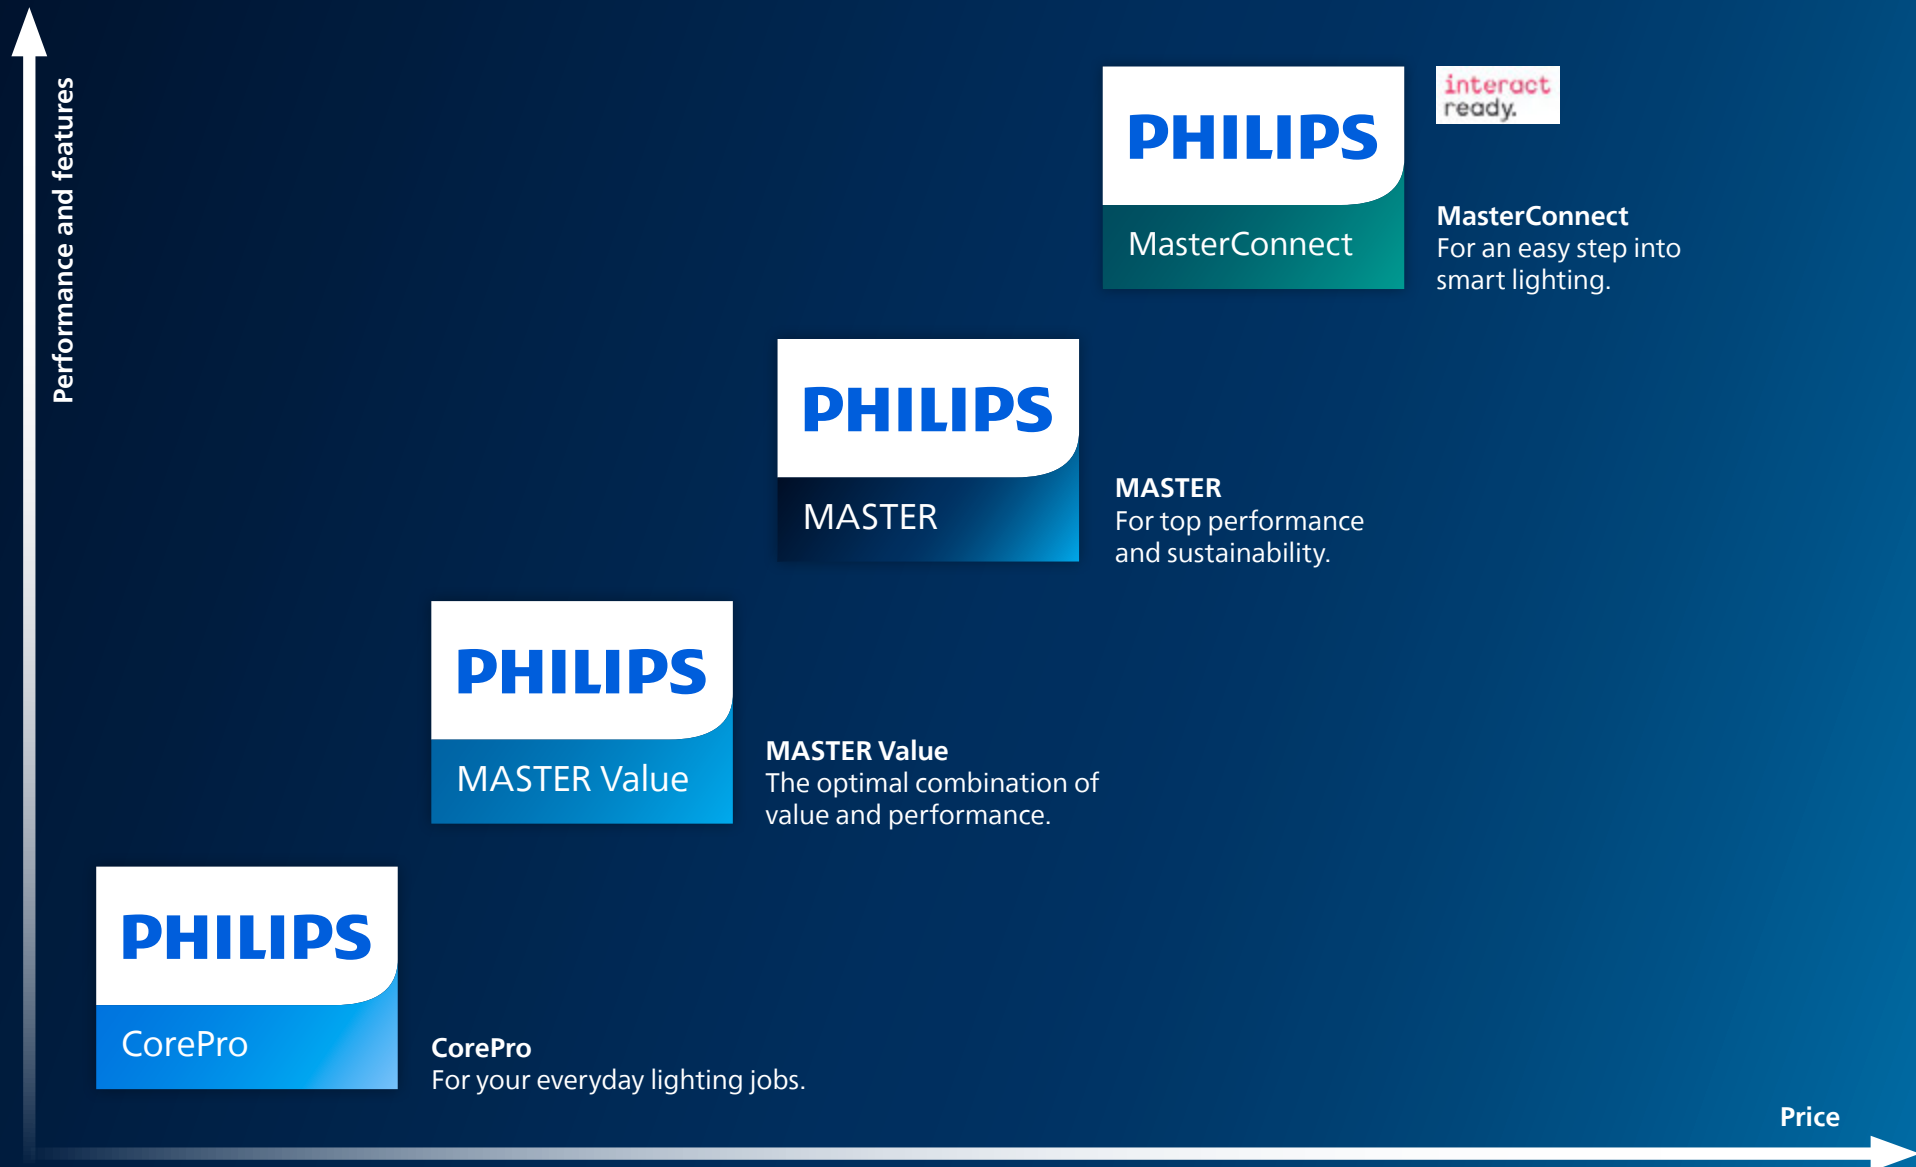 Performance and features
PHILIPS
MasterConnect
interact
ready.
MasterConnect
For an easy step into
smart lighting.
PHILIPS
MASTER
MASTER
For top performance
and sustainability.
PHILIPS
MASTER Value
MASTER Value
The optimal combination of
value and performance.
PHILIPS
CorePro
CorePro
For your everyday lighting jobs.
Price